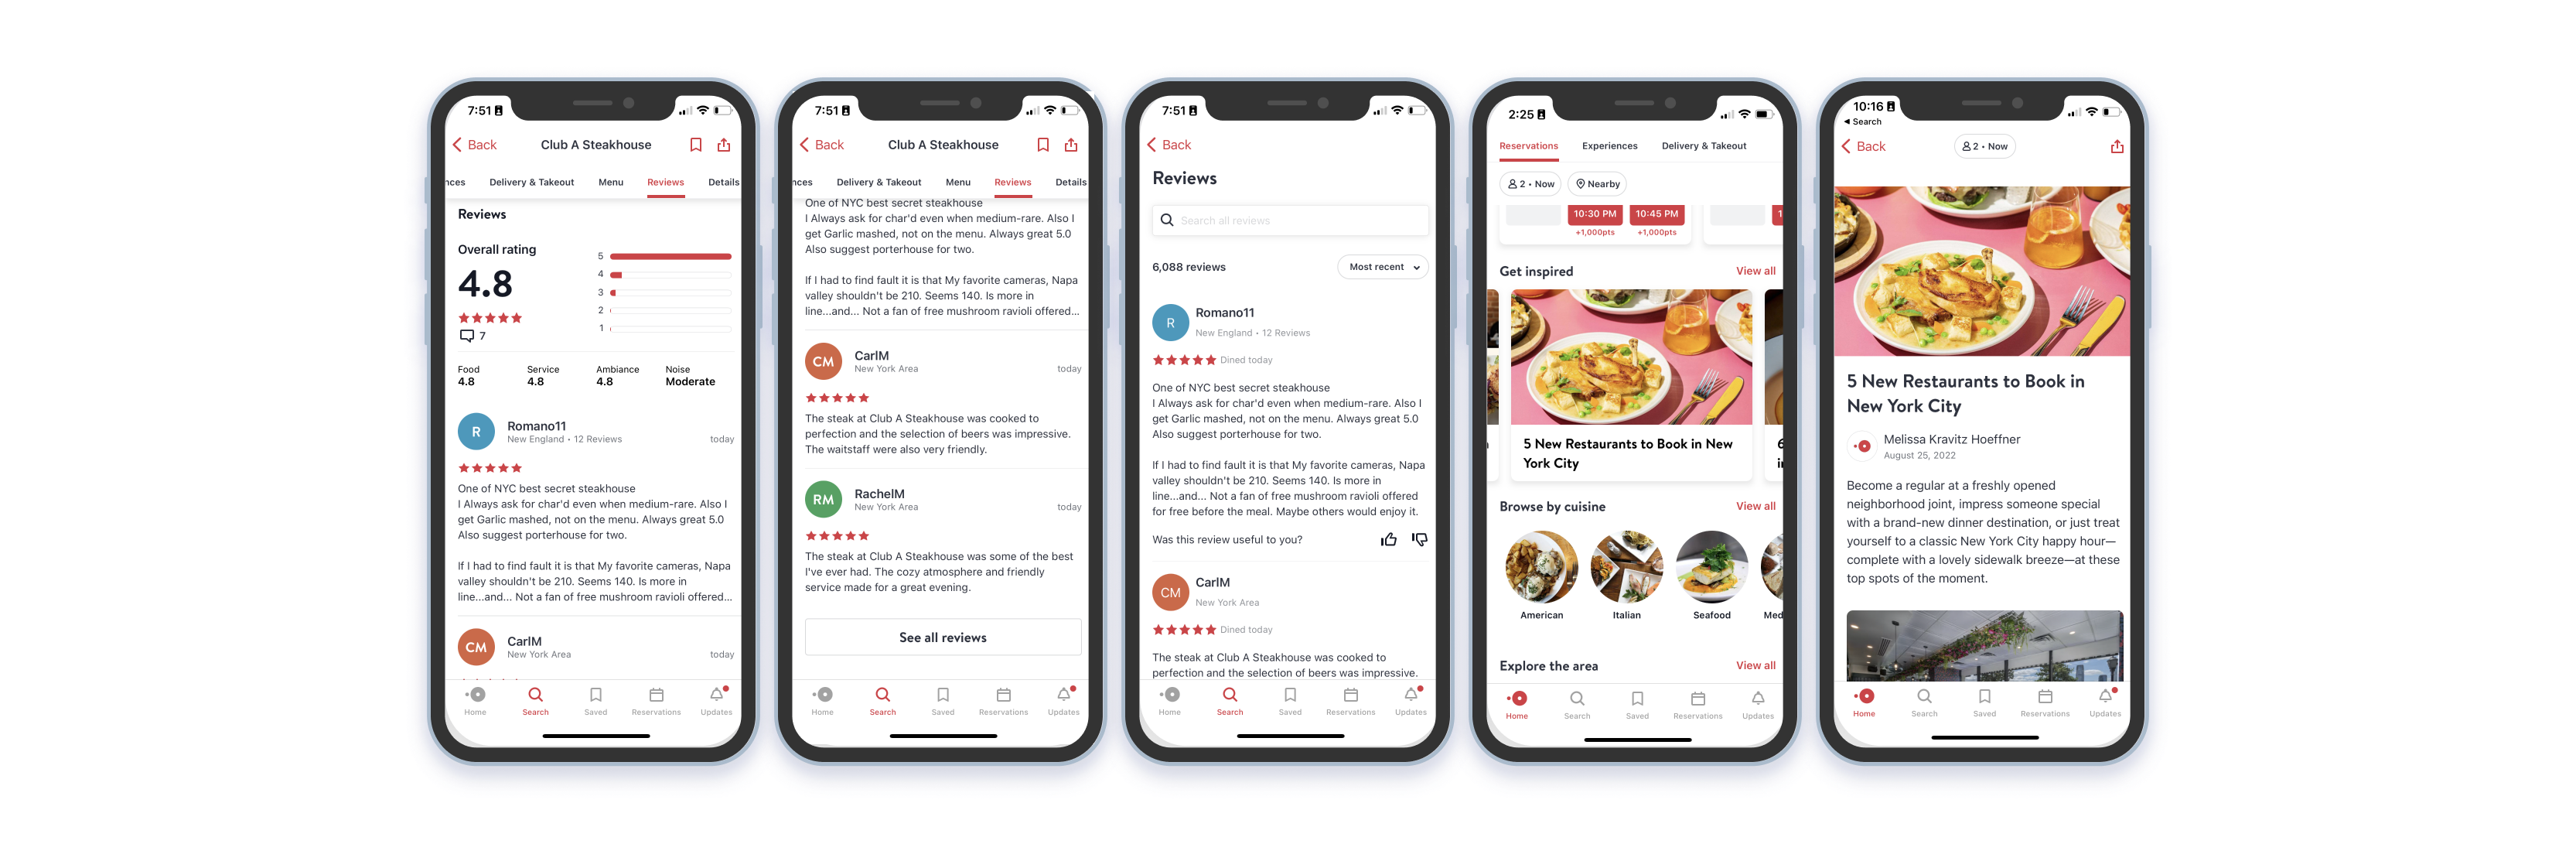 7:51
Back
Club A Steakhouse
nces
Delivery & Takeout
Menu
Reviews
Details
Reviews
Overall rating
4.8
5
4
3
2
1
7
Food
4.8
Service
4.8
Ambiance
4.8
Noise
Moderate
R
Romano11
New England • 12 Reviews
today
One of NYC best secret steakhouse
I Always ask for char'd even when medium-rare. Also I
get Garlic mashed, not on the menu. Always great 5.0
Also suggest porterhouse for two.
If I had to find fault it is that My favorite cameras, Napa
valley shouldn't be 210. Seems 140. Is more in
line...and... Not a fan of free mushroom ravioli offered...
CM
CarlM
New York Area
today
Home
Search
Saved
Reservations
Updates
7:51
Back
Club A Steakhouse
nces
Delivery & Takeout
Menu
Reviews
Details
One of NYC best secret steakhouse
I Always ask for char'd even when medium-rare. Also I
get Garlic mashed, not on the menu. Always great 5.0
Also suggest porterhouse for two.
If I had to find fault it is that My favorite cameras, Napa
valley shouldn't be 210. Seems 140. Is more in
line...and... Not a fan of free mushroom ravioli offered...
CM
CarlM
New York Area
today
The steak at Club A Steakhouse was cooked to
perfection and the selection of beers was impressive.
The waitstaff were also very friendly.
RM
RachelM
New York Area
today
The steak at Club A Steakhouse was some of the best
I've ever had. The cozy atmosphere and friendly
service made for a great evening.
See all reviews
Home
Search
Saved
Reservations
Updates
7:51
Back
Reviews
Search all reviews
6,088 reviews
Most recent
R
Romano11
New England • 12 Reviews
Dined today
One of NYC best secret steakhouse
I Always ask for char'd even when medium-rare. Also I
get Garlic mashed, not on the menu. Always great 5.0
Also suggest porterhouse for two.
If I had to find fault it is that My favorite cameras, Napa
valley shouldn't be 210. Seems 140. Is more in
line...and... Not a fan of free mushroom ravioli offered
for free before the meal. Maybe others would enjoy it.
Was this review useful to you?
CM
CarlM
New York Area
Dined today
The steak at Club A Steakhouse was cooked to
perfection and the selection of beers was impressive.
Home
Search
Saved
Reservations
Updates
2:25
Reservations
Experiences
Delivery & Takeout
2 • Now
Nearby
10:30 PM
10:45 PM
1
+1,000pts
+1,000pts
Get inspired
View all
5 New Restaurants to Book in New
York City
Browse by cuisine
View all
American
Italian
Seafood
Med
Explore the area
View all
Home
Search
Saved
Reservations
Updates
10:16
Search
Back
2 • Now
5 New Restaurants to Book in
New York City
Melissa Kravitz Hoeffner
August 25, 2022
Become a regular at a freshly opened
neighborhood joint, impress someone special
with a brand-new dinner destination, or just treat
yourself to a classic New York City happy hour—
complete with a lovely sidewalk breeze—at these
top spots of the moment.
Home
Search
Saved
Reservations
Updates